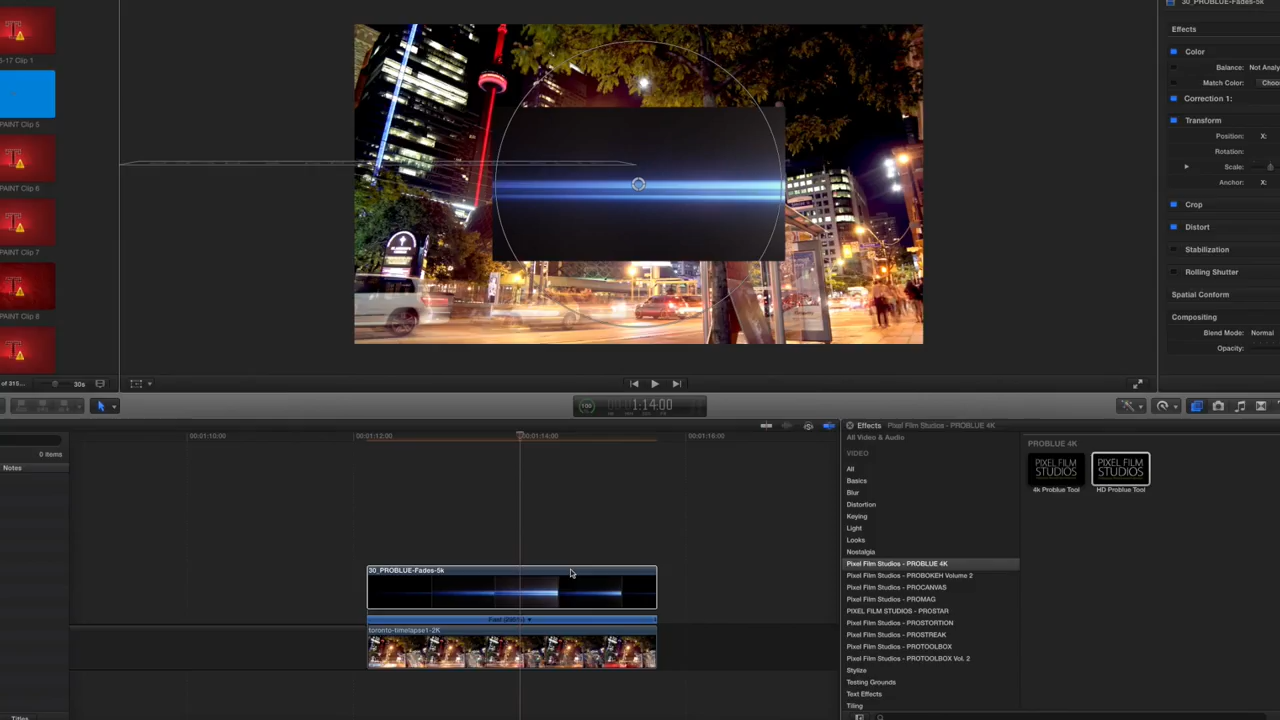 30_PROBLUE-Fades-5k
Effects
Color
Balance: Not Analy
Match Color: Choo
Correction 1:
Transform
Position: X:
Rotation:
Scale:
Anchor: X:
Crop
Distort
Stabilization
Rolling Shutter
Spatial Conform
Compositing
Blend Mode: Normal
Opacity:
-17 Clip 1
PAINT Clip 5
PAINT Clip 6
PAINT Clip 7
PAINT Clip 8
of 315... 30s
100 1:14:00
0 items
Notes
Titles
00:01:10:00 00:01:12:00 00:01:14:00 00:01:16:00
30_PROBLUE-Fades-5k
toronto-timelapse1-2K
Effects Pixel Film Studios - PROBLUE 4K
All Video & Audio
VIDEO
All
Basics
Blur
Distortion
Keying
Light
Looks
Nostalgia
Pixel Film Studios - PROBLUE 4K
Pixel Film Studios - PROBOKEH Volume 2
Pixel Film Studios - PROCANVAS
Pixel Film Studios - PROMAG
PIXEL FILM STUDIOS - PROSTAR
Pixel Film Studios - PROSTORTION
Pixel Film Studios - PROSTREAK
Pixel Film Studios - PROTOOLBOX
Pixel Film Studios - PROTOOLBOX Vol. 2
Stylize
Testing Grounds
Text Effects
Tiling
PROBLUE 4K
PIXEL FILM
STUDIOS
4k Problue Tool
PIXEL FILM
STUDIOS
HD Problue Tool